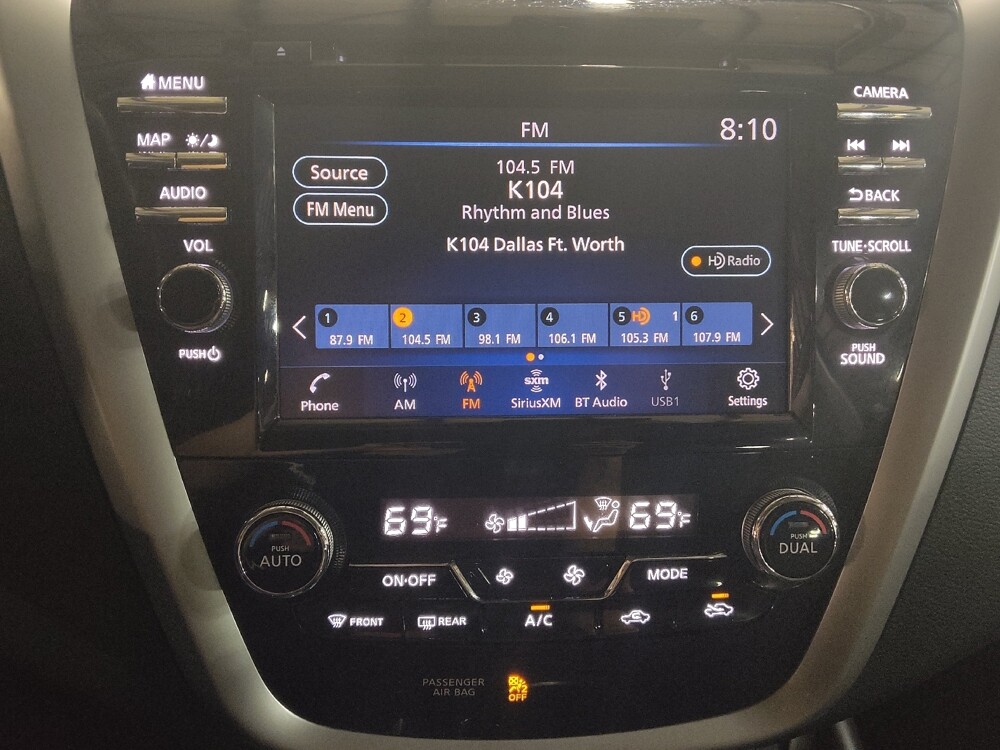 MENU
CAMERA
MAP
AUDIO
BACK
VOL
TUNE·SCROLL
PUSH
PUSH
SOUND
FM
8:10
Source
104.5 FM
K104
FM Menu
Rhythm and Blues
K104 Dallas Ft. Worth
HD Radio
1
2
3
4
5 HD 1
6
87.9 FM
104.5 FM
98.1 FM
106.1 FM
105.3 FM
107.9 FM
Phone
AM
FM
sxm
SiriusXM
BT Audio
USB1
Settings
69°F
69°F
PUSH
AUTO
PUSH
DUAL
ON·OFF
MODE
FRONT
REAR
A/C
PASSENGER
AIR BAG
2
OFF